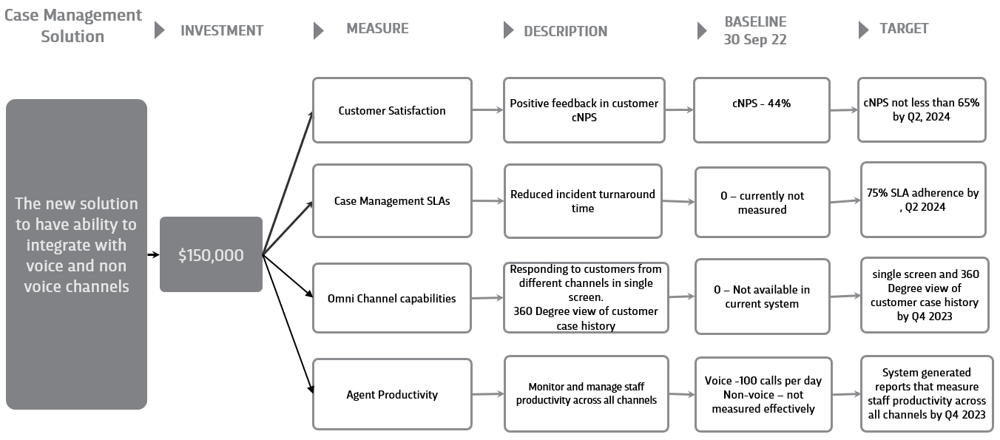 Case Management
Solution
INVESTMENT
MEASURE
DESCRIPTION
BASELINE
30 Sep 22
TARGET
The new solution
to have ability to
integrate with
voice and non
voice channels
$150,000
Customer Satisfaction
Positive feedback in customer
cNPS
cNPS - 44%
cNPS not less than 65%
by Q2, 2024
Case Management SLAs
Reduced incident turnaround
time
0 – currently not
measured
75% SLA adherence by
, Q2 2024
Omni Channel capabilities
Responding to customers from
different channels in single
screen.
360 Degree view of customer
case history
0 – Not available in
current system
single screen and 360
Degree view of
customer case history
by Q4 2023
Agent Productivity
Monitor and manage staff
productivity across all channels
Voice -100 calls per day
Non-voice – not
measured effectively
System generated
reports that measure
staff productivity across
all channels by Q4 2023